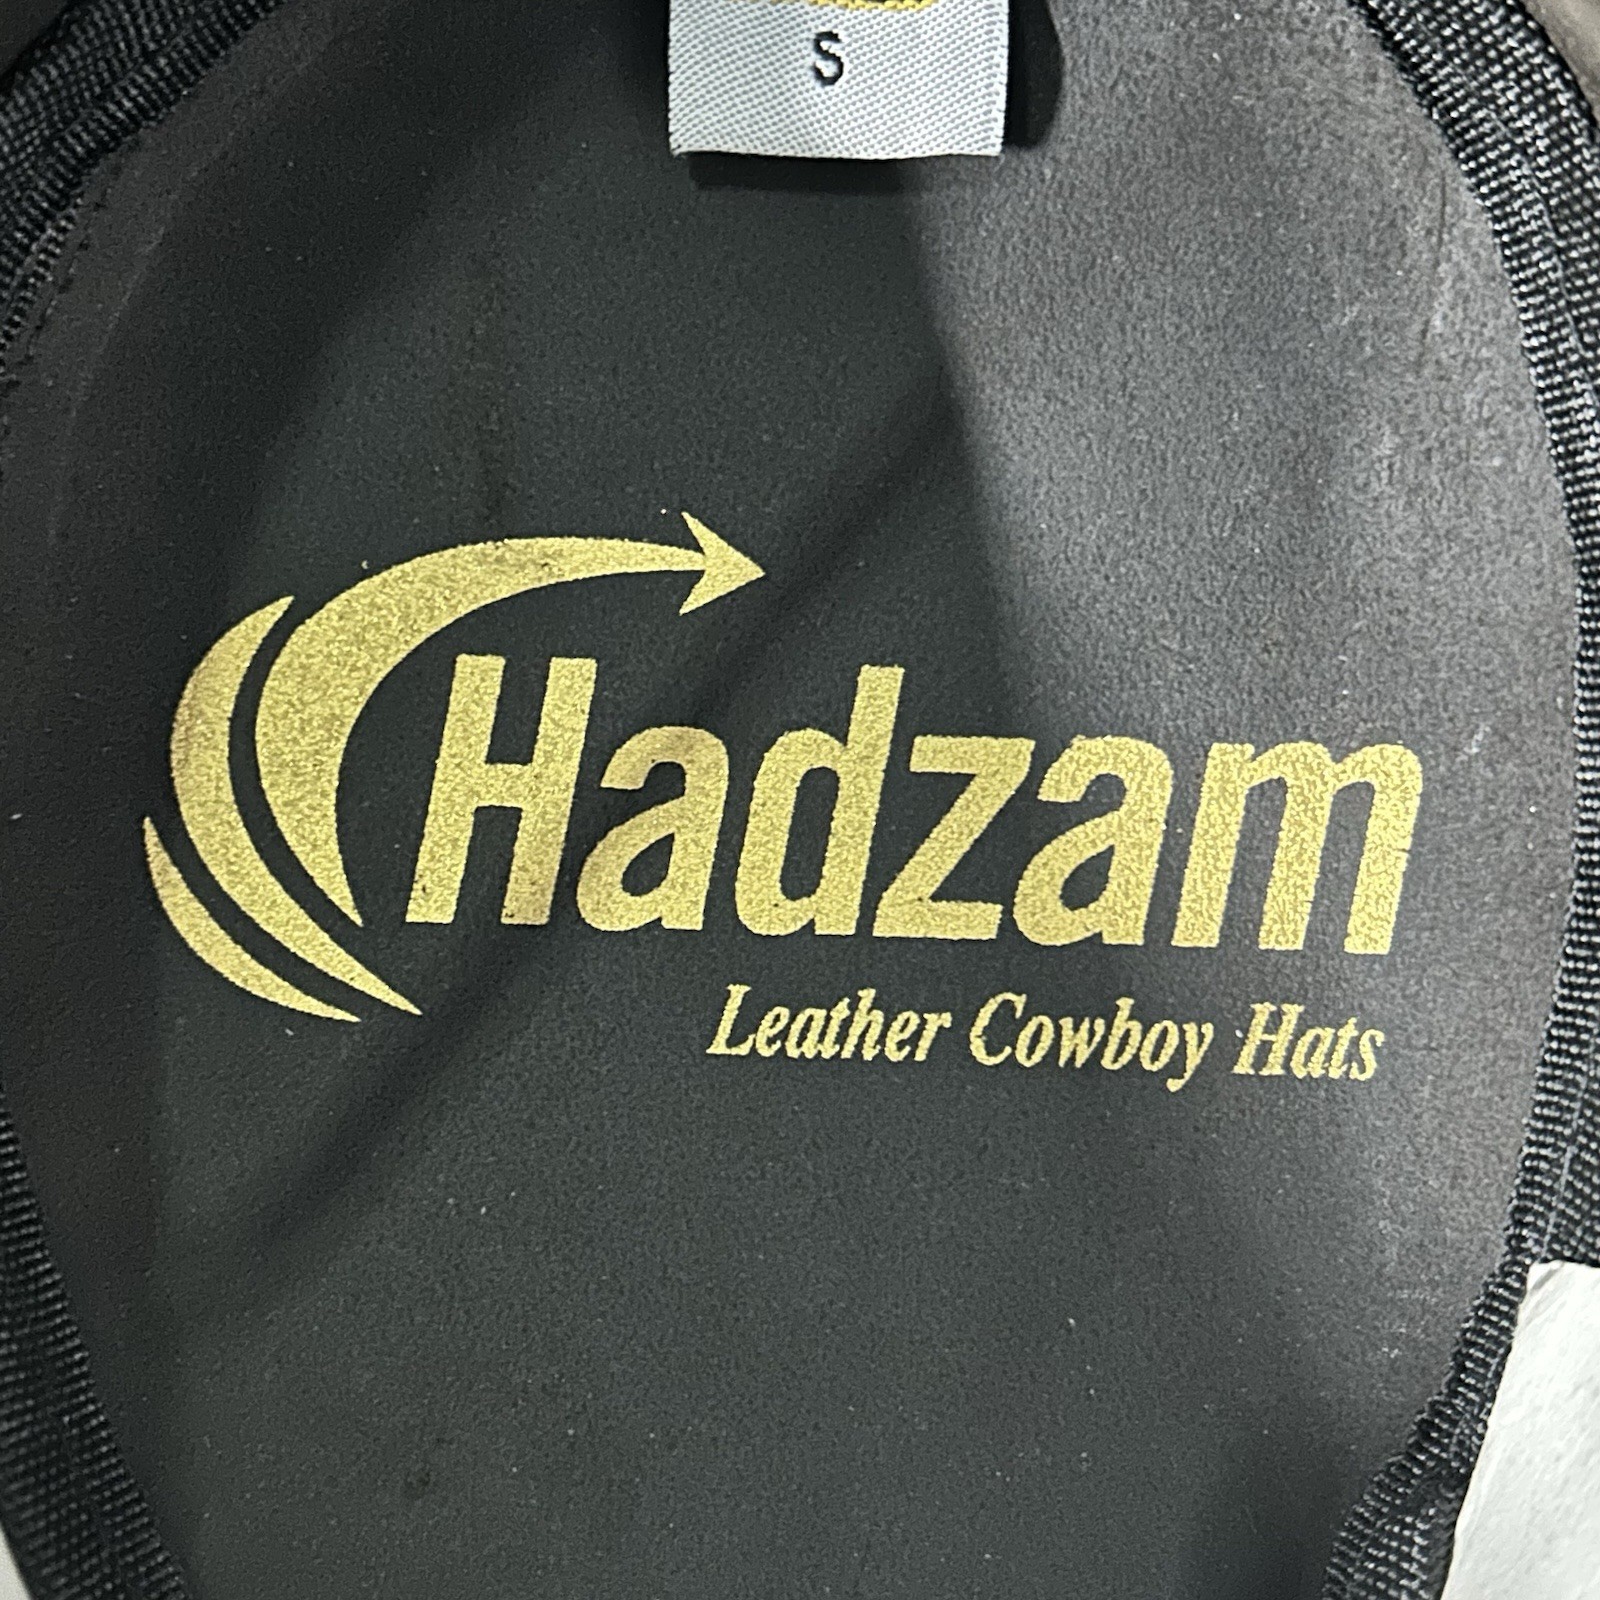 S
Hadzam
Leather Cowboy Hats